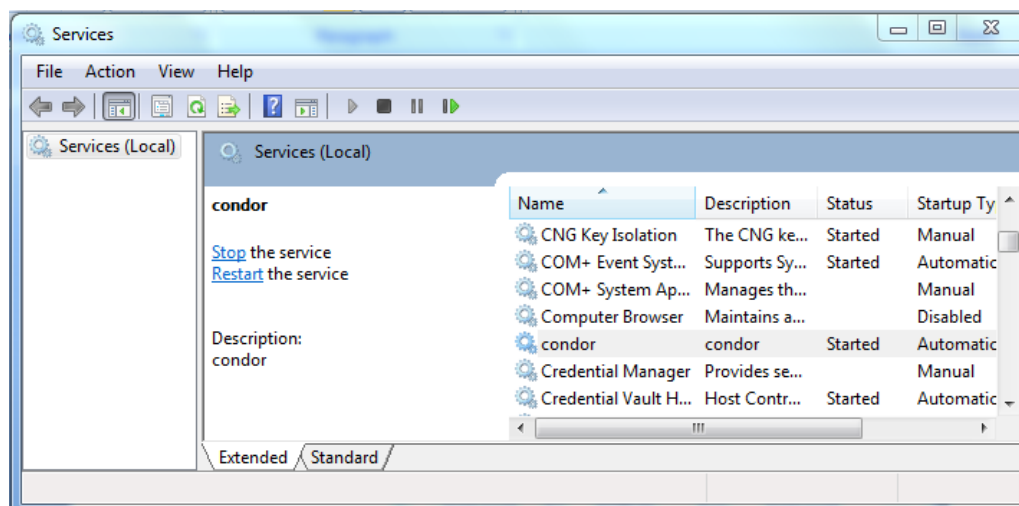 Services
File Action View Help
Services (Local)
Services (Local)
condor
Stop the service
Restart the service
Description:
condor
Name Description Status Startup Ty
CNG Key Isolation The CNG ke... Started Manual
COM+ Event Syst... Supports Sy... Started Automatic
COM+ System Ap... Manages th... Manual
Computer Browser Maintains a... Disabled
condor condor Started Automatic
Credential Manager Provides se... Manual
Credential Vault H... Host Contr... Started Automatic
Extended Standard